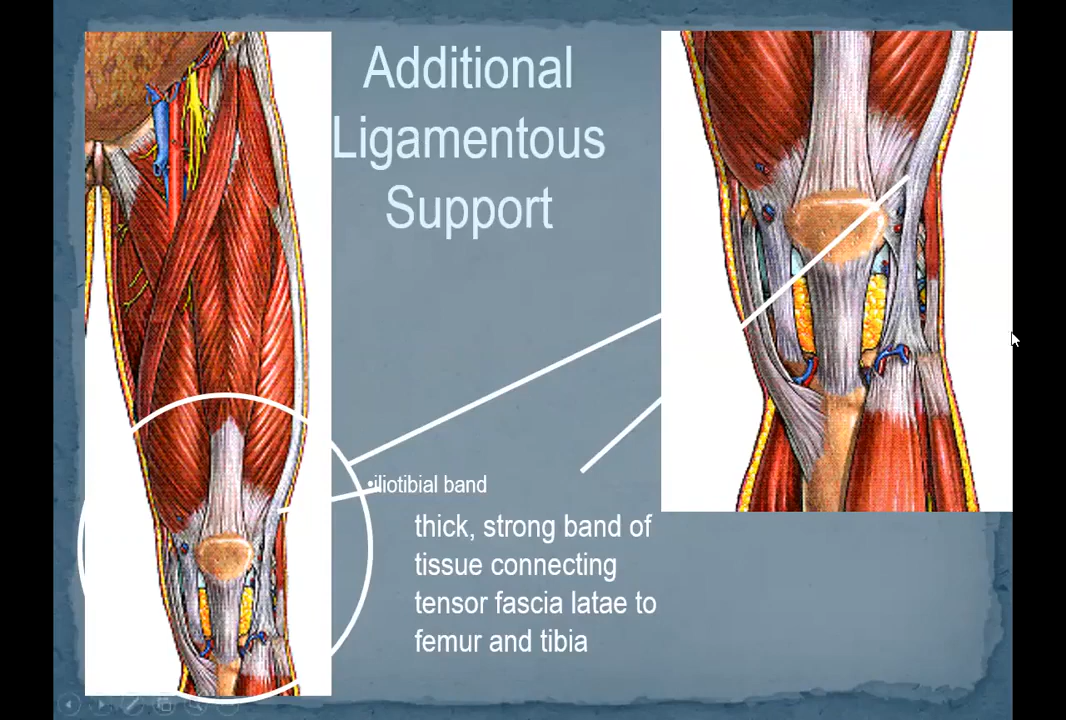 Additional
Ligamentous
Support
•iliotibial band
thick, strong band of
tissue connecting
tensor fascia latae to
femur and tibia